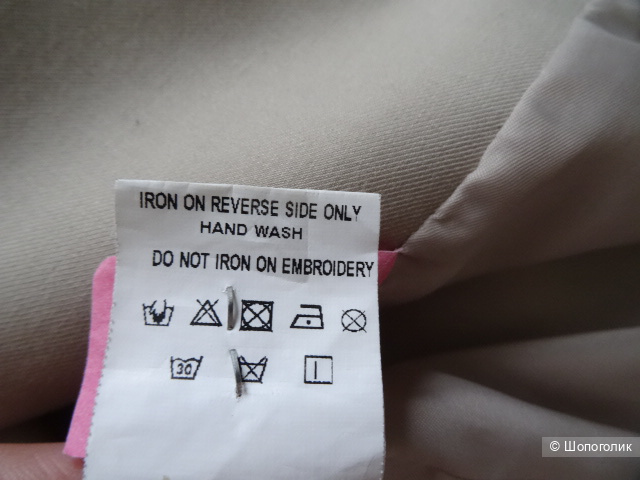 IRON ON REVERSE SIDE ONLY
HAND WASH
DO NOT IRON ON EMBROIDERY
30
© Шопоголик